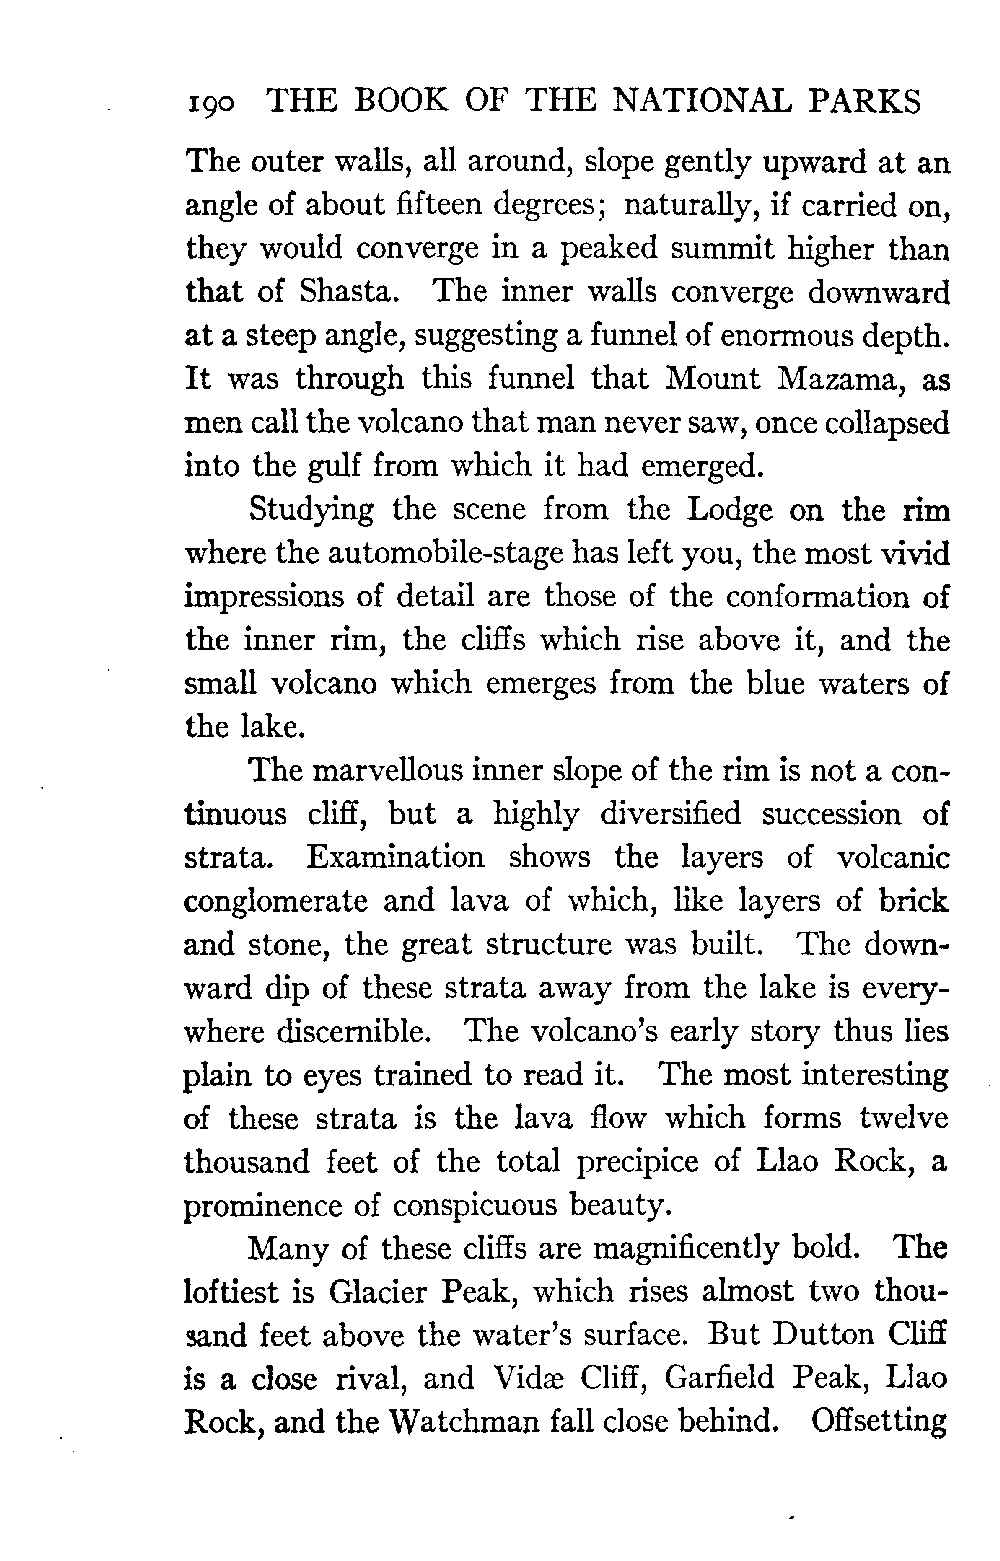 190 THE BOOK OF THE NATIONAL PARKS
The outer walls, all around, slope gently upward at an
angle of about fifteen degrees; naturally, if carried on,
they would converge in a peaked summit higher than
that of Shasta. The inner walls converge downward
at a steep angle, suggesting a funnel of enormous depth.
It was through this funnel that Mount Mazama, as
men call the volcano that man never saw, once collapsed
into the gulf from which it had emerged.
Studying the scene from the Lodge on the rim
where the automobile-stage has left you, the most vivid
impressions of detail are those of the conformation of
the inner rim, the cliffs which rise above it, and the
small volcano which emerges from the blue waters of
the lake.
The marvellous inner slope of the rim is not a con-
tinuous cliff, but a highly diversified succession of
strata. Examination shows the layers of volcanic
conglomerate and lava of which, like layers of brick
and stone, the great structure was built. The down-
ward dip of these strata away from the lake is every-
where discernible. The volcano's early story thus lies
plain to eyes trained to read it. The most interesting
of these strata is the lava flow which forms twelve
thousand feet of the total precipice of Llao Rock, a
prominence of conspicuous beauty.
Many of these cliffs are magnificently bold. The
loftiest is Glacier Peak, which rises almost two thou-
sand feet above the water's surface. But Dutton Cliff
is a close rival, and Vidæ Cliff, Garfield Peak, Llao
Rock, and the Watchman fall close behind. Offsetting